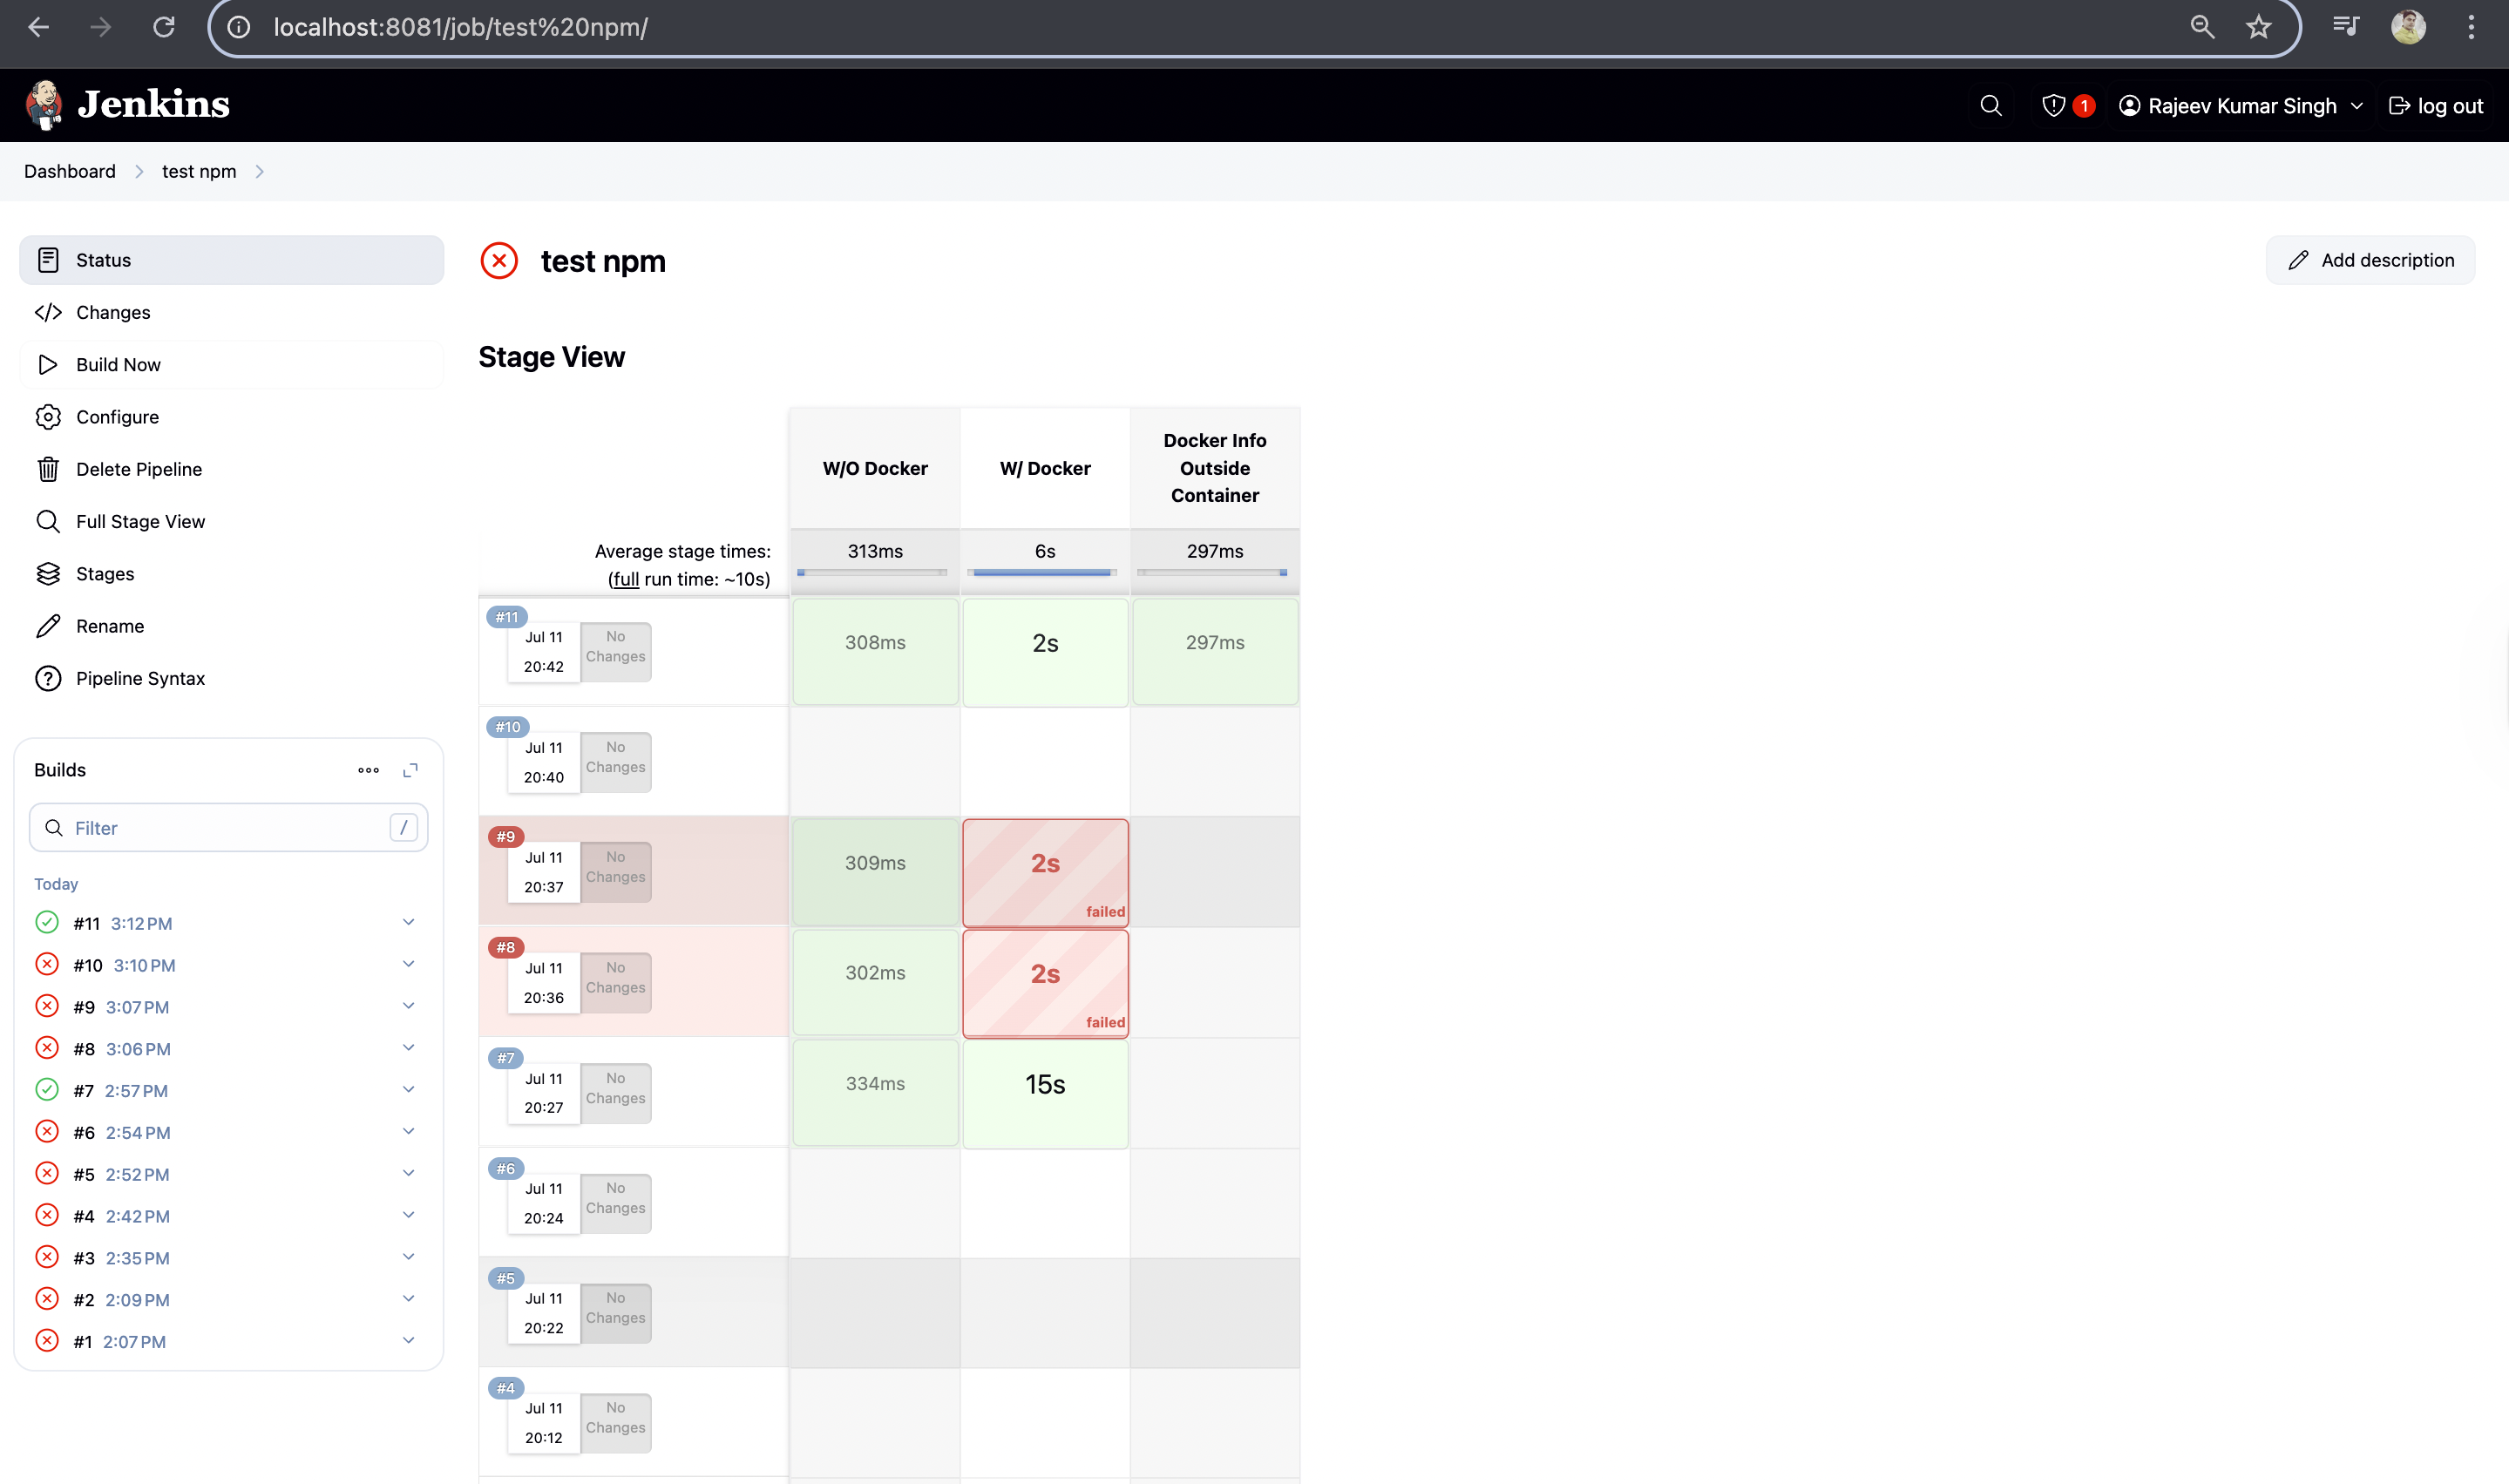 localhost:8081/job/test%20npm/
Jenkins
1
Rajeev Kumar Singh
log out
Dashboard
test npm
Status
Changes
Build Now
Configure
Delete Pipeline
Full Stage View
Stages
Rename
Pipeline Syntax
Builds
Filter
/
Today
#11 3:12 PM
#10 3:10 PM
#9 3:07 PM
#8 3:06 PM
#7 2:57 PM
#6 2:54 PM
#5 2:52 PM
#4 2:42 PM
#3 2:35 PM
#2 2:09 PM
#1 2:07 PM
test npm
Add description
Stage View
W/O Docker
W/ Docker
Docker Info
Outside
Container
Average stage times:
(full run time: ~10s)
313ms
6s
297ms
#11
Jul 11
20:42
No
Changes
308ms
2s
297ms
#10
Jul 11
20:40
No
Changes
#9
Jul 11
20:37
No
Changes
309ms
2s
failed
#8
Jul 11
20:36
No
Changes
302ms
2s
failed
#7
Jul 11
20:27
No
Changes
334ms
15s
#6
Jul 11
20:24
No
Changes
#5
Jul 11
20:22
No
Changes
#4
Jul 11
20:12
No
Changes